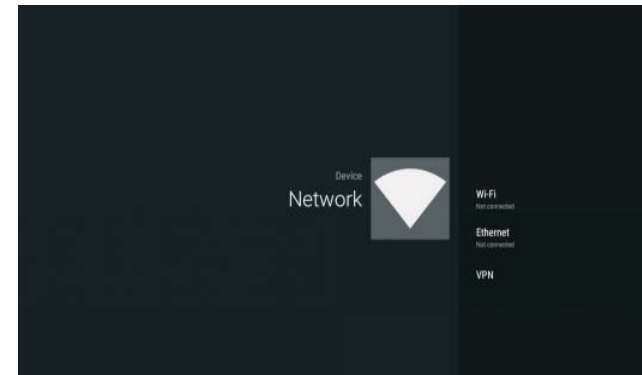 Device
Network
Wi-Fi
Not connected
Ethernet
Not connected
VPN